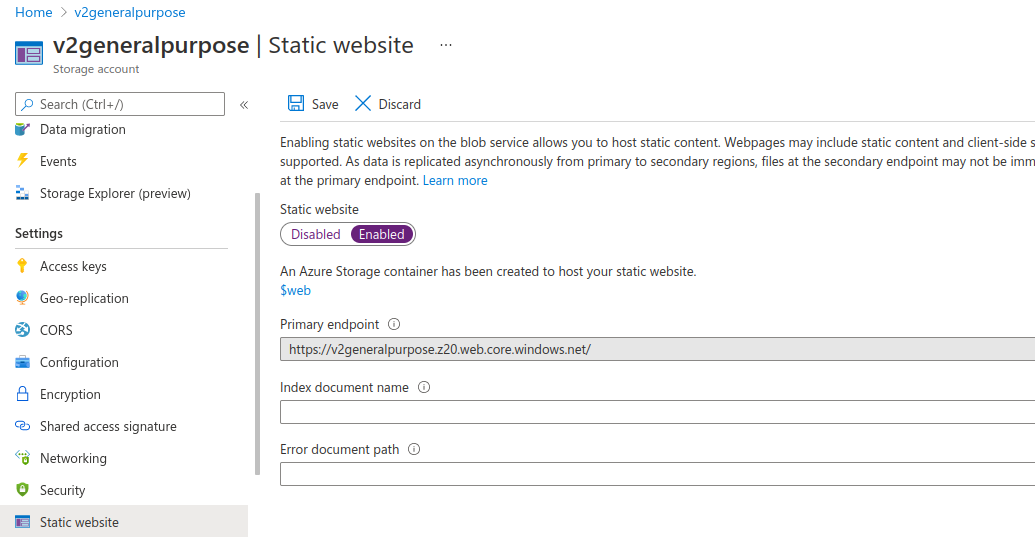 Home > v2generalpurpose
v2generalpurpose | Static website ...
Storage account
Search (Ctrl+/)
«
Save
Discard
Data migration
Events
Storage Explorer (preview)
Settings
Access keys
Geo-replication
CORS
Configuration
Encryption
Shared access signature
Networking
Security
Static website
Enabling static websites on the blob service allows you to host static content. Webpages may include static content and client-side s
supported. As data is replicated asynchronously from primary to secondary regions, files at the secondary endpoint may not be imm
at the primary endpoint. Learn more
Static website
Disabled Enabled
An Azure Storage container has been created to host your static website.
$web
Primary endpoint
https://v2generalpurpose.z20.web.core.windows.net/
Index document name
Error document path